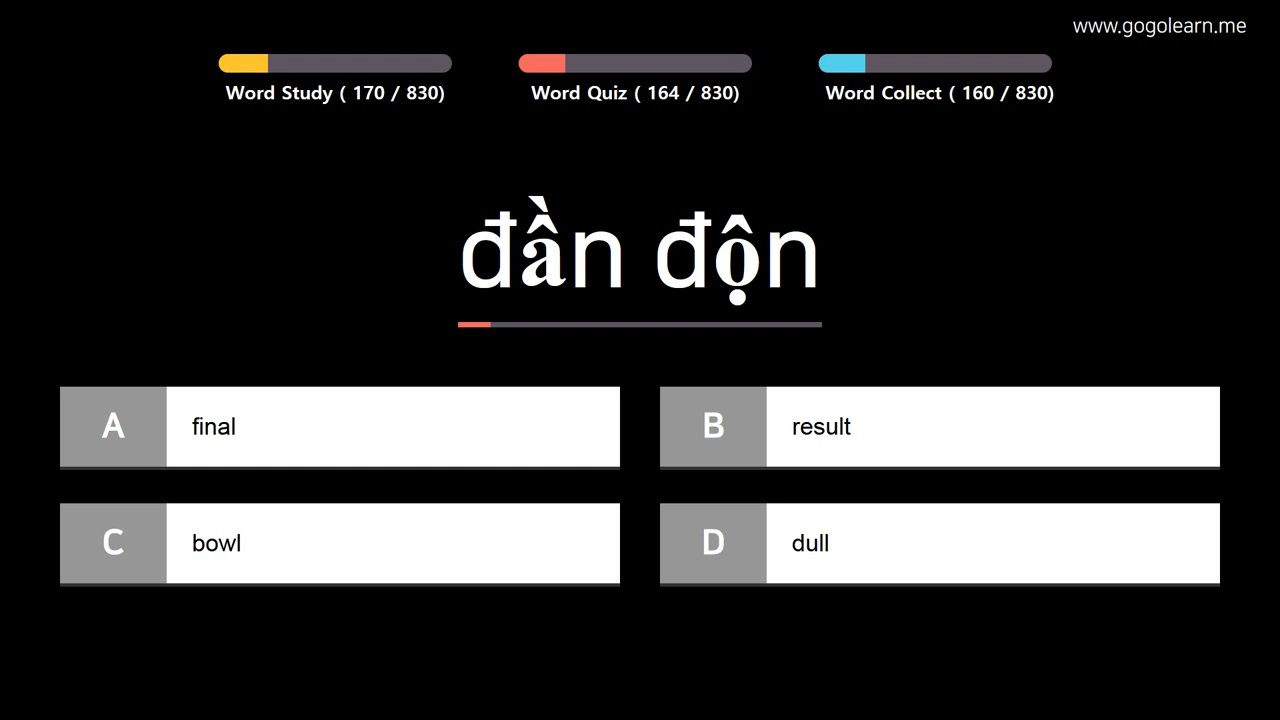 www.gogolearn.me
Word Study ( 170 / 830)
Word Quiz ( 164 / 830)
Word Collect ( 160 / 830)
đần độn
A final
B result
C bowl
D dull